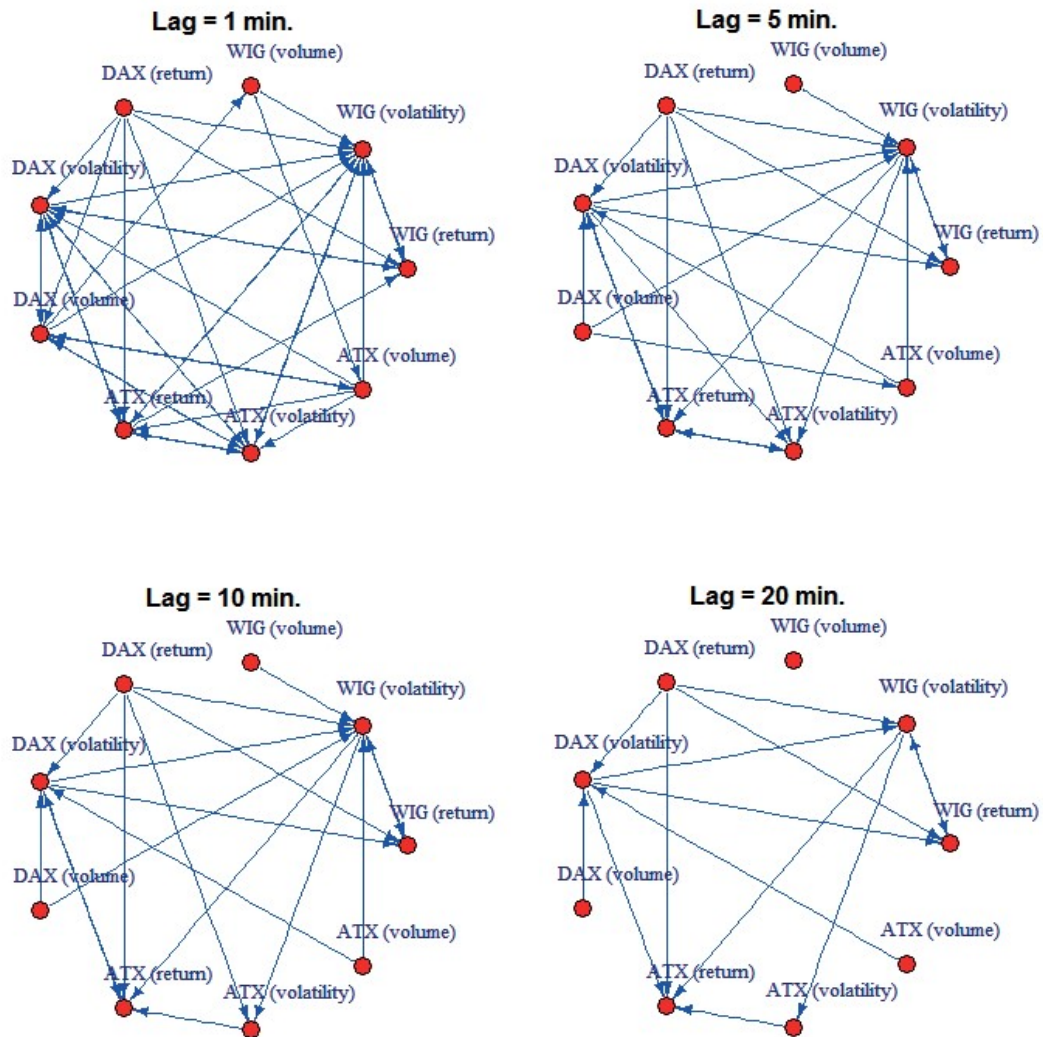 Lag = 1 min.
WIG (volume)
DAX (return)
WIG (volatility)
DAX (volatility)
WIG (return)
DAX (volume)
ATX (volume)
ATX (return)
ATX (volatility)
Lag = 5 min.
WIG (volume)
DAX (return)
WIG (volatility)
DAX (volatility)
WIG (return)
DAX (volume)
ATX (volume)
ATX (return)
ATX (volatility)
Lag = 10 min.
WIG (volume)
DAX (return)
WIG (volatility)
DAX (volatility)
WIG (return)
DAX (volume)
ATX (volume)
ATX (return)
ATX (volatility)
Lag = 20 min.
WIG (volume)
DAX (return)
WIG (volatility)
DAX (volatility)
WIG (return)
DAX (volume)
ATX (volume)
ATX (return)
ATX (volatility)